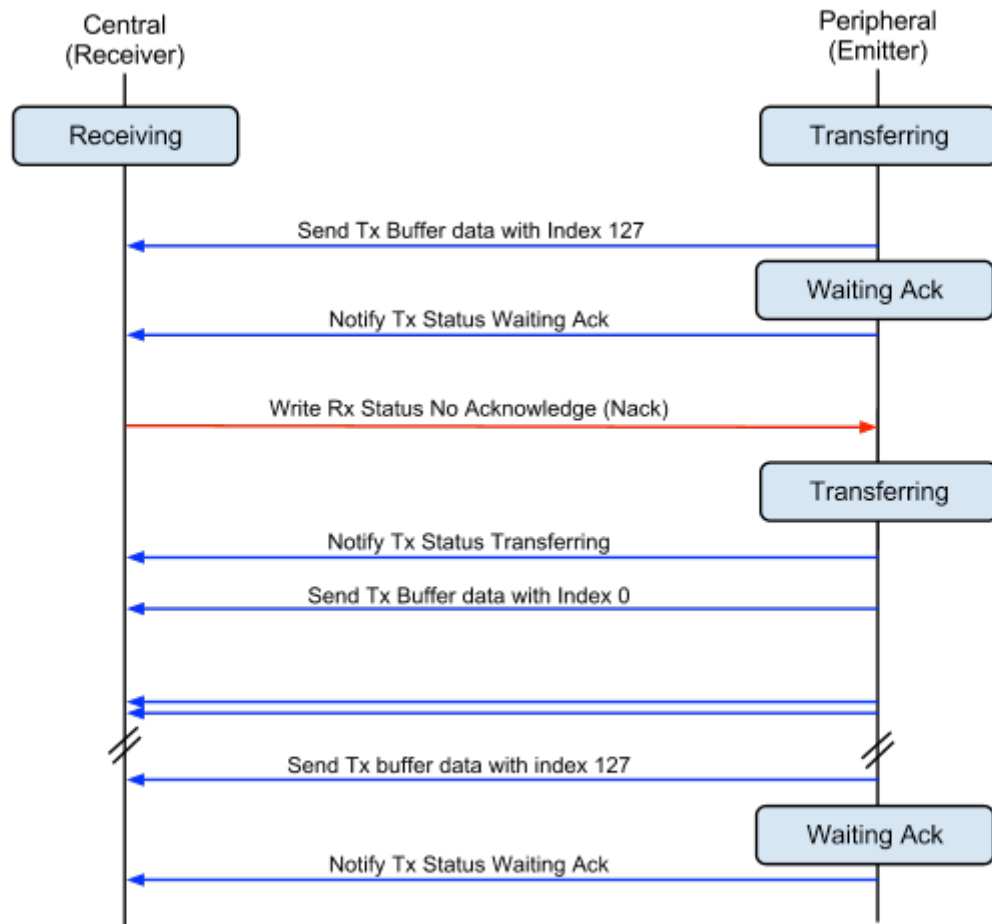 Central
(Receiver)
Peripheral
(Emitter)
Receiving
Transferring
Send Tx Buffer data with Index 127
Waiting Ack
Notify Tx Status Waiting Ack
Write Rx Status No Acknowledge (Nack)
Transferring
Notify Tx Status Transferring
Send Tx Buffer data with Index 0
Send Tx buffer data with index 127
Waiting Ack
Notify Tx Status Waiting Ack